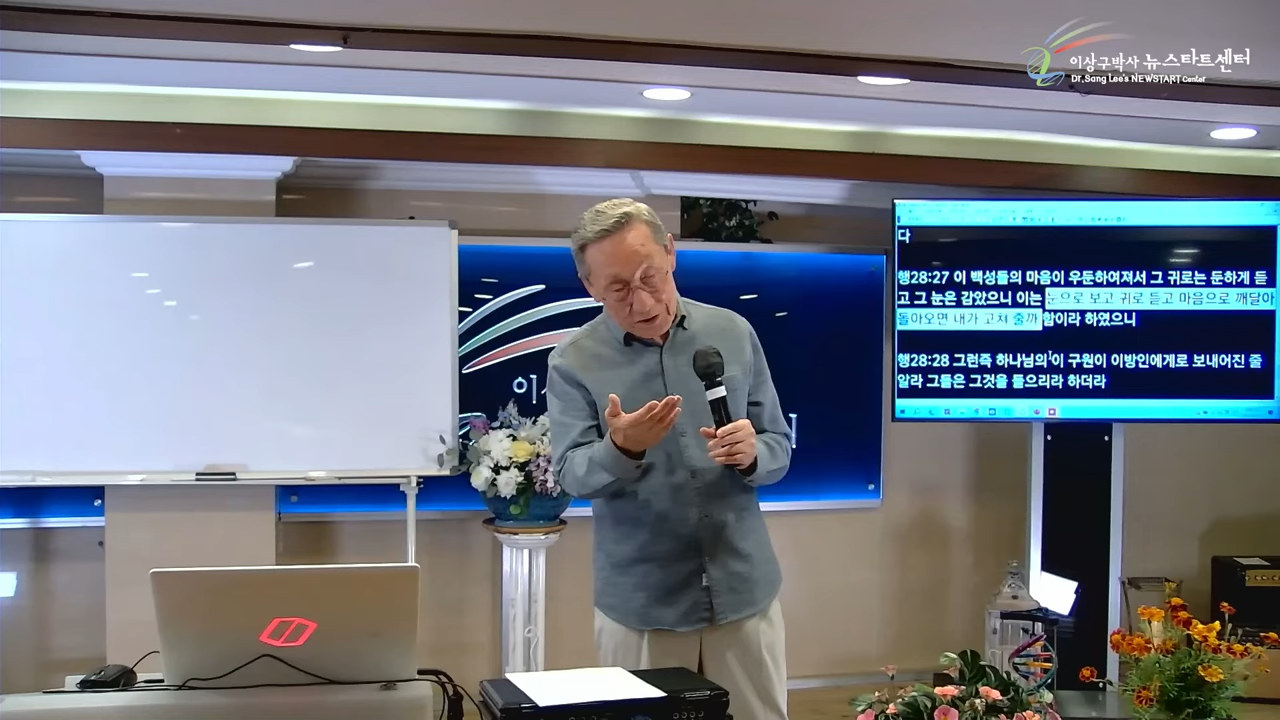 이상구박사 뉴스타트센터
Dr. Sang Lee's NEWSTART Center
다
행28:27 이 백성들의 마음이 우둔하여져서 그 귀로는 둔하게 듣
고 그 눈은 감았으니 이는 눈으로 보고 귀로 듣고 마음으로 깨달아
돌아오면 내가 고쳐 줄까 함이라 하였으니
행28:28 그런즉 하나님의 이 구원이 이방인에게로 보내어진 줄
알라 그들은 그것을 들으리라 하더라
이